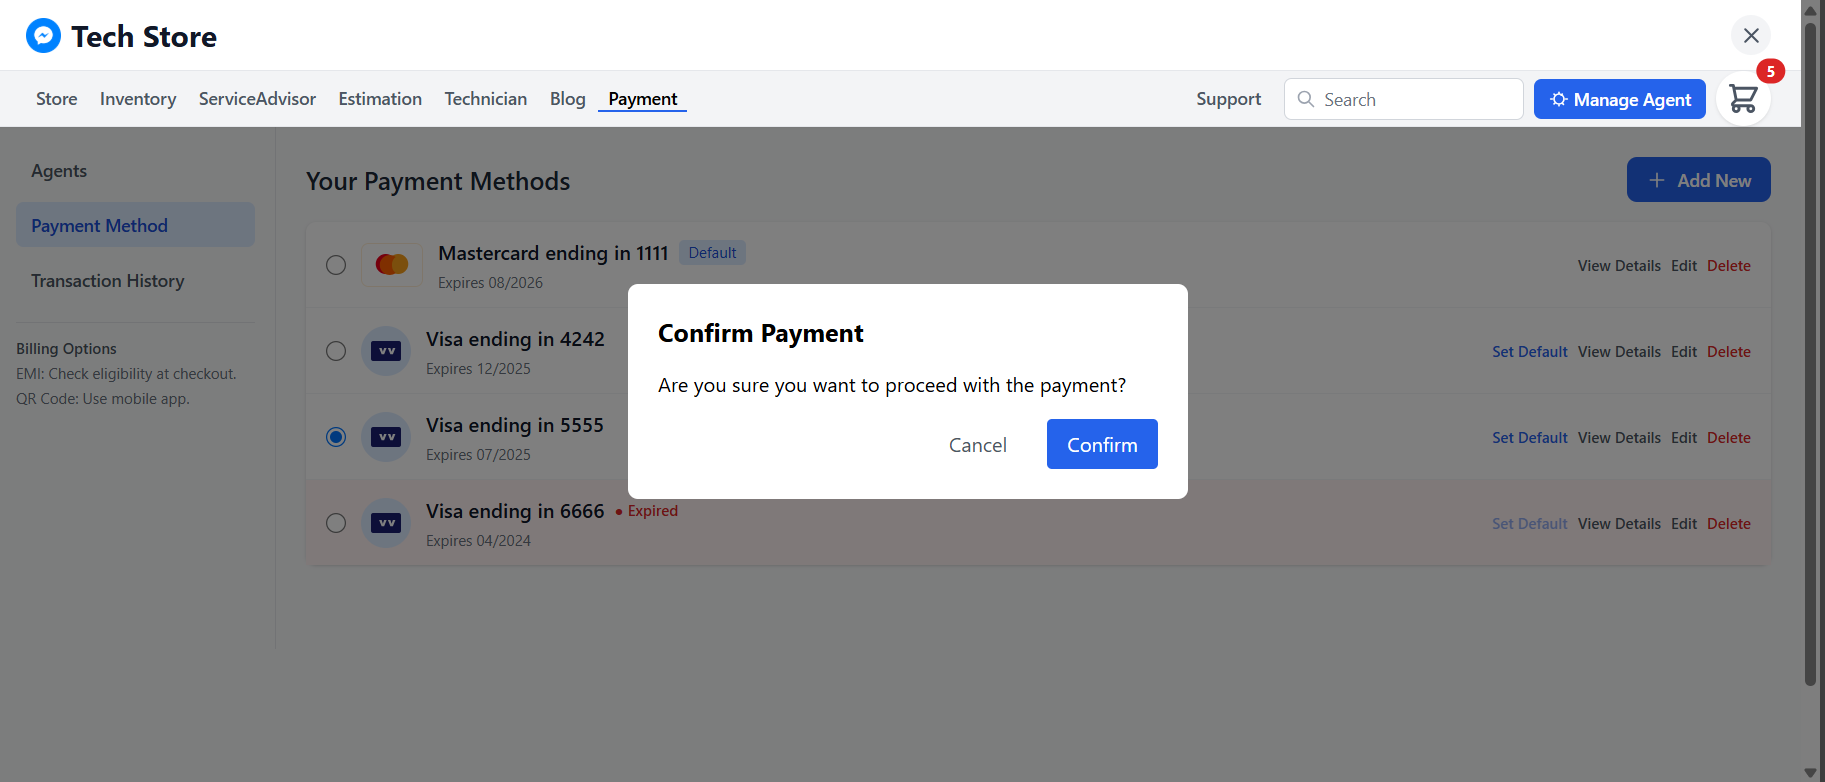 Tech Store
Store Inventory ServiceAdvisor Estimation Technician Blog Payment Support Search Manage Agent 5
Agents
Payment Method
Transaction History
Billing Options
EMI: Check eligibility at checkout.
QR Code: Use mobile app.
Your Payment Methods
+ Add New
Mastercard ending in 1111 Default
Expires 08/2026
View Details Edit Delete
Visa ending in 4242
Expires 12/2025
Set Default View Details Edit Delete
Visa ending in 5555
Expires 07/2025
Set Default View Details Edit Delete
Visa ending in 6666 • Expired
Expires 04/2024
Set Default View Details Edit Delete
Confirm Payment
Are you sure you want to proceed with the payment?
Cancel Confirm